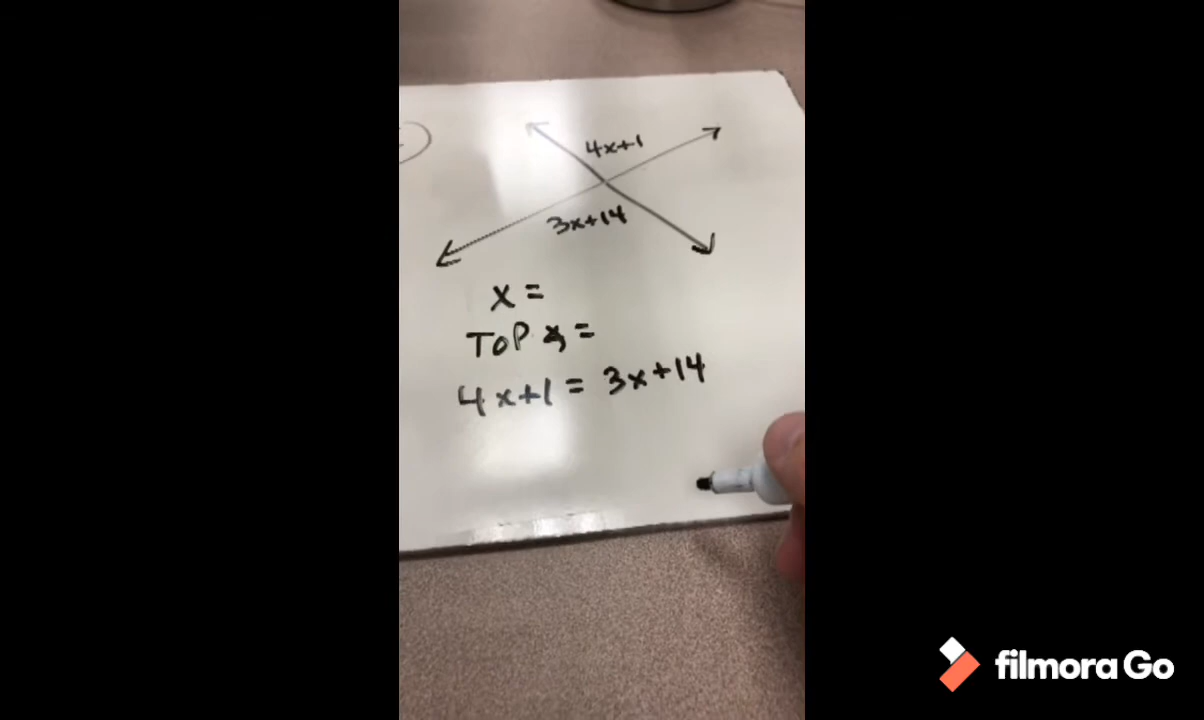 4x+1
3x+14
x =
TOP ∡ =
4x+1 = 3x+14
filmora Go